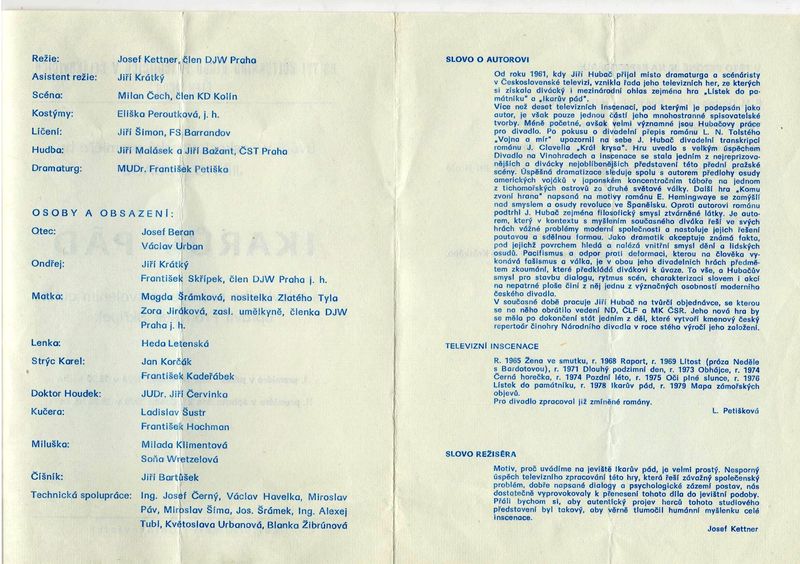 Režie: Josef Kettner, člen DJW Praha
Asistent režie: Jiří Krátký
Scéna: Milan Čech, člen KD Kolín
Kostýmy: Eliška Peroutková, j. h.
Líčení: Jiří Šimon, FS Barrandov
Hudba: Jiří Malásek a Jiří Bažant, ČST Praha
Dramaturg: MUDr. František Petiška
OSOBY A OBSAZENÍ:
Otec: Josef Beran
Václav Urban
Ondřej: Jiří Krátký
František Skřípek, člen DJW Praha j. h.
Matka: Magda Šrámková, nositelka Zlatého Tyla
Zora Jiráková, zasl. umělkyně, členka DJW
Praha j. h.
Lenka: Heda Letenská
Strýc Karel: Jan Korčák
František Kadeřábek
Doktor Houdek: JUDr. Jiří Červinka
Kučera: Ladislav Šustr
František Hochman
Miluška: Milada Klimentová
Soňa Wretzelová
Číšník: Jiří Bartůšek
Technická spolupráce: Ing. Josef Černý, Václav Havelka, Miroslav
Páv, Miroslav Šíma, Jos. Šrámek, Ing. Alexej
Tubl, Květoslava Urbanová, Blanka Žibrúnová
SLOVO O AUTOROVI
Od roku 1961, kdy Jiří Hubač přijal místo dramaturga a scénáristy
v Československé televizi, vznikla řada jeho televizních her, ze kterých
si získala divácký i mezinárodní ohlas zejména hra „Lístek do pa-
mátníku" a „Ikarův pád".
Více než deset televizních inscenací, pod kterými je podepsán jako
autor, je však pouze jednou částí jeho mnohostranné spisovatelské
tvorby. Méně početné, avšak velmi významné jsou Hubačovy práce
pro divadlo. Po pokusu o divadelní přepis románu L. N. Tolstého
„Vojna a mír" upozornil na sebe J. Hubač divadelní transkripcí
románu J. Clavella „Král krysa". Hru uvedlo s velkým úspěchem
Divadlo na Vinohradech a inscenace se stala jedním z nejreprizova-
nějších a divácky nejoblíbenějších představení této přední pražské
scény. Úspěšná dramatizace sleduje spolu s autorem předlohy osudy
amerických vojáků v japonském koncentračním táboře na jednom
z tichomořských ostrovů za druhé světové války. Další hra „Komu
zvoní hrana" napsaná na motivy románu E. Hemingwaye se zamýšlí
nad smyslem a osudy revoluce ve Španělsku. Oproti autorovi románu
podtrhl J. Hubač zejména filosofický smysl ztvárněné látky. Je auto-
rem, který v kontextu s myšlením současného diváka řeší ve svých
hrách vážné problémy moderní společnosti a nastoluje jejich řešení
poutavou a sdělnou formou. Jako dramatik akceptuje známá fakta,
pod jejichž povrchem hledá a nalézá vnitřní smysl dění a lidských
osudů. Pacifismus a odpor proti deformaci, kterou na člověka vy-
konává fašismus a válka, je v obou jeho divadelních hrách předmě-
tem zkoumání, které předkládá divákovi k úvaze. To vše, a Hubačův
smysl pro stavbu dialogu, rytmus scén, charakterizaci slovem i akcí
na nepatrné ploše činí z něj jednu z význačných osobností moderního
českého divadla.
V současné době pracuje Jiří Hubač na tvůrčí objednávce, se kterou
se na něho obrátilo vedení ND, ČLF a MK ČSR. Jeho nová hra by
se měla po dokončení stát jedním z děl, které vytvoří kmenový český
repertoár činohry Národního divadla v roce stého výročí jeho založení.
TELEVIZNÍ INSCENACE
R. 1965 Žena ve smutku, r. 1968 Raport, r. 1969 Lítost (próza Neděle
s Bardotovou), r. 1971 Dlouhý podzimní den, r. 1973 Obhájce, r. 1974
Černá horečka, r. 1974 Pozdní léto, r. 1975 Oči plné slunce, r. 1976
Lístek do památníku, r. 1978 Ikarův pád, r. 1979 Mapa zámořských
objevů.
Pro divadlo zpracoval již zmíněné romány.
L. Petišková
SLOVO REŽISÉRA
Motiv, proč uvádíme na jeviště Ikarův pád, je velmi prostý. Nesporný
úspěch televizního zpracování této hry, která řeší závažný společenský
problém, dobře napsané dialogy a psychologické zázemí postav, nás
dostatečně vyprovokovaly k přenesení tohoto díla do jevištní podoby.
Přáli bychom si, aby autentický projev herců tohoto studiového
představení byl takový, aby věrně tlumočil humánní myšlenku celé
inscenace.
Josef Kettner